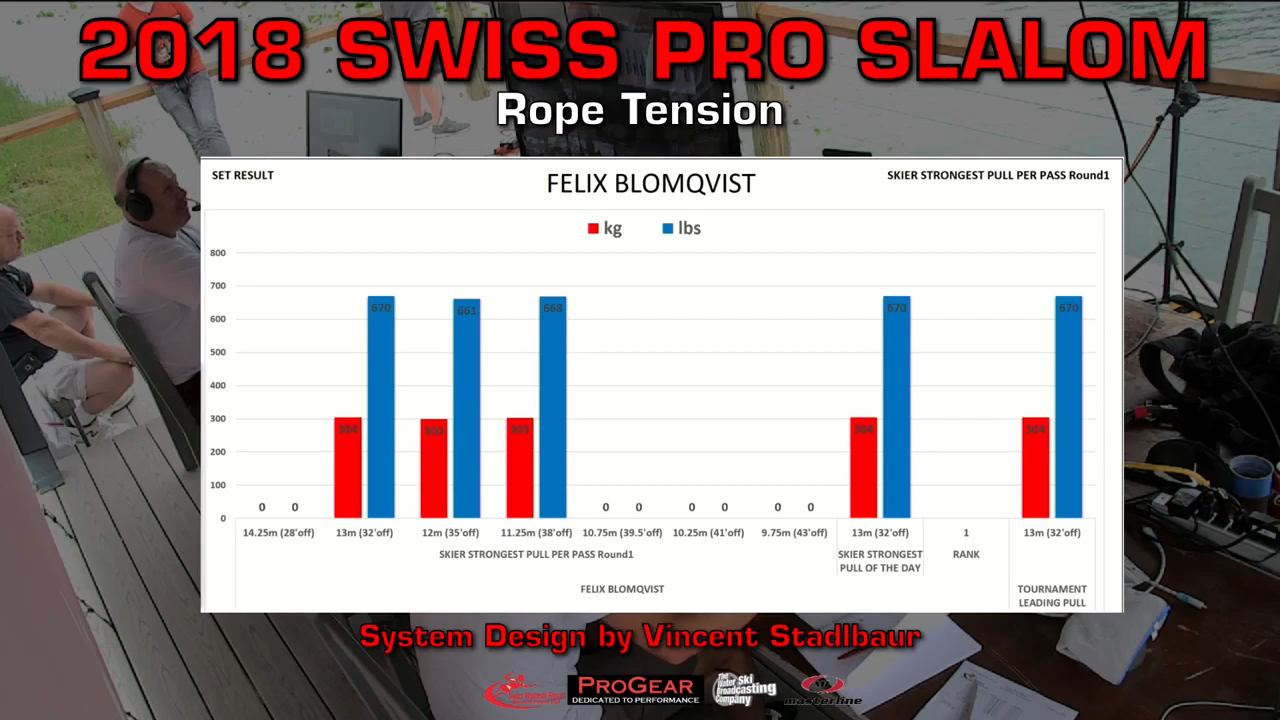 2018 SWISS PRO SLALOM
Rope Tension
SET RESULT
FELIX BLOMQVIST
SKIER STRONGEST PULL PER PASS Round1
kg lbs
800
700
600
500
400
300
200
100
0
304 670 300 661 303 668 304 670 304 670
0 0 0 0 0 0 0 0
14.25m (28'off) 13m (32'off) 12m (35'off) 11.25m (38'off) 10.75m (39.5'off) 10.25m (41'off) 9.75m (43'off) 13m (32'off) 1 13m (32'off)
SKIER STRONGEST PULL PER PASS Round1
SKIER STRONGEST
PULL OF THE DAY
RANK
FELIX BLOMQVIST
TOURNAMENT
LEADING PULL
System Design by Vincent Stadlbaur
PROGEAR
DEDICATED TO PERFORMANCE
The
Water Ski
Broadcasting
Company
masterline